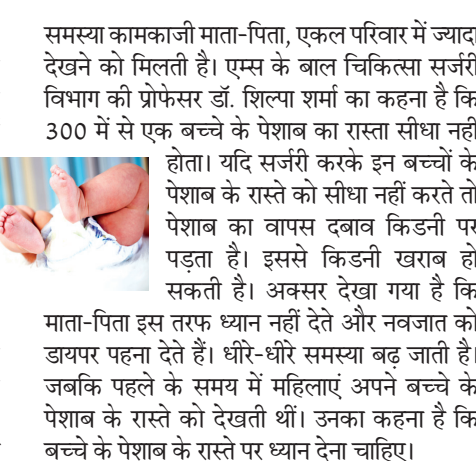 समस्या कामकाजी माता-पिता, एकल परिवार में ज्यादा
देखने को मिलती है। एम्स के बाल चिकित्सा सर्जरी
विभाग की प्रोफेसर डॉ. शिल्पा शर्मा का कहना है कि
300 में से एक बच्चे के पेशाब का रास्ता सीधा नहीं
होता। यदि सर्जरी करके इन बच्चों के
पेशाब के रास्ते को सीधा नहीं करते तो
पेशाब का वापस दबाव किडनी पर
पड़ता है। इससे किडनी खराब हो
सकती है। अक्सर देखा गया है कि
माता-पिता इस तरफ ध्यान नहीं देते और नवजात को
डायपर पहना देते हैं। धीरे-धीरे समस्या बढ़ जाती है।
जबकि पहले के समय में महिलाएं अपने बच्चे के
पेशाब के रास्ते को देखती थीं। उनका कहना है कि
बच्चे के पेशाब के रास्ते पर ध्यान देना चाहिए।